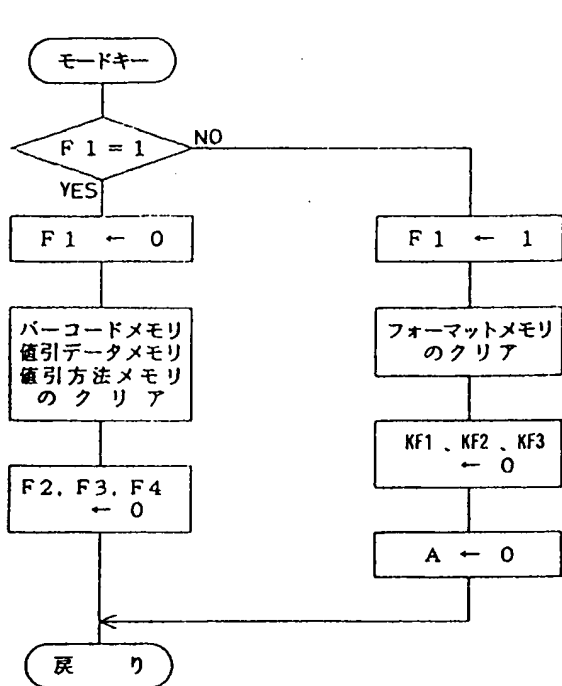 モードキー
F1=1
NO
YES
F1 ← 0
バーコードメモリ
値引データメモリ
値引方法メモリ
のクリア
F2, F3, F4
← 0
F1 ← 1
フォーマットメモリ
のクリア
KF1、KF2、KF3
← 0
A ← 0
戻り